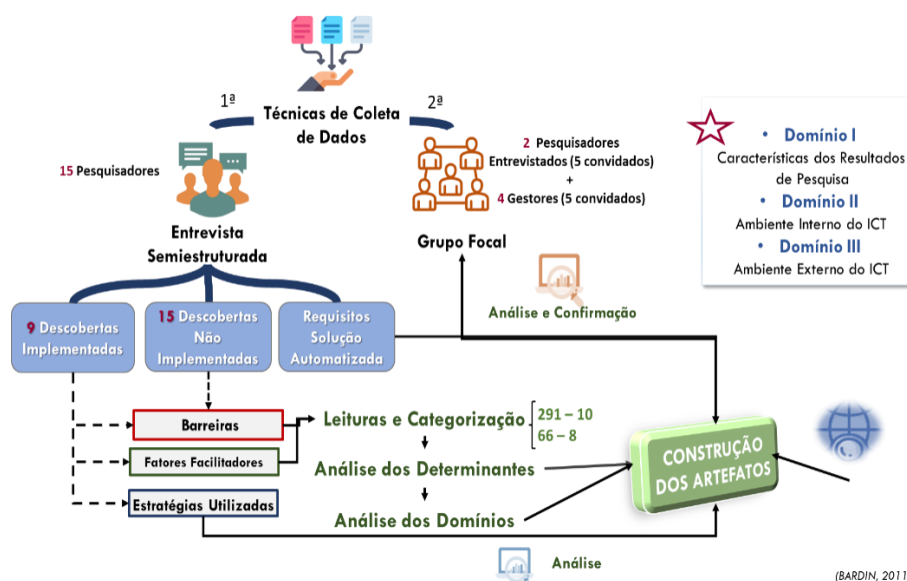 1ª
2ª
Técnicas de Coleta
de Dados
15 Pesquisadores
2 Pesquisadores
Entrevistados (5 convidados)
+
4 Gestores (5 convidados)
Entrevista
Semiestruturada
Grupo Focal
• Domínio I
Características dos Resultados
de Pesquisa
• Domínio II
Ambiente Interno do ICT
• Domínio III
Ambiente Externo do ICT
9 Descobertas
Implementadas
15 Descobertas
Não
Implementadas
Requisitos
Solução
Automatizada
Análise e Confirmação
Barreiras
Fatores Facilitadores
Estratégias Utilizadas
Leituras e Categorização
291 – 10
66 – 8
Análise dos Determinantes
Análise dos Domínios
CONSTRUÇÃO
DOS ARTEFATOS
Análise
(BARDIN, 2011